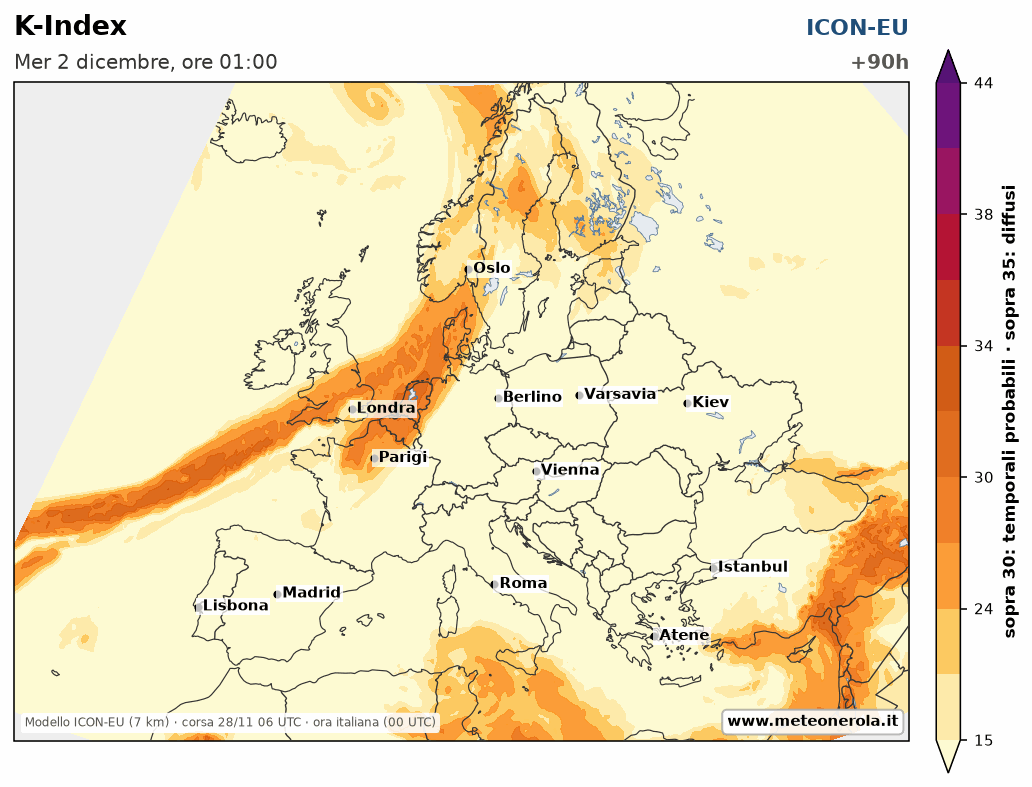 K-Index
ICON-EU
Mer 2 dicembre, ore 01:00
+90h
44
38
34
30
24
15
sopra 30: temporali probabili · sopra 35: diffusi
Oslo
Londra
Berlino
Varsavia
Kiev
Parigi
Vienna
Istanbul
Roma
Madrid
Lisbona
Atene
Modello ICON-EU (7 km) · corsa 28/11 06 UTC · ora italiana (00 UTC)
www.meteonerola.it